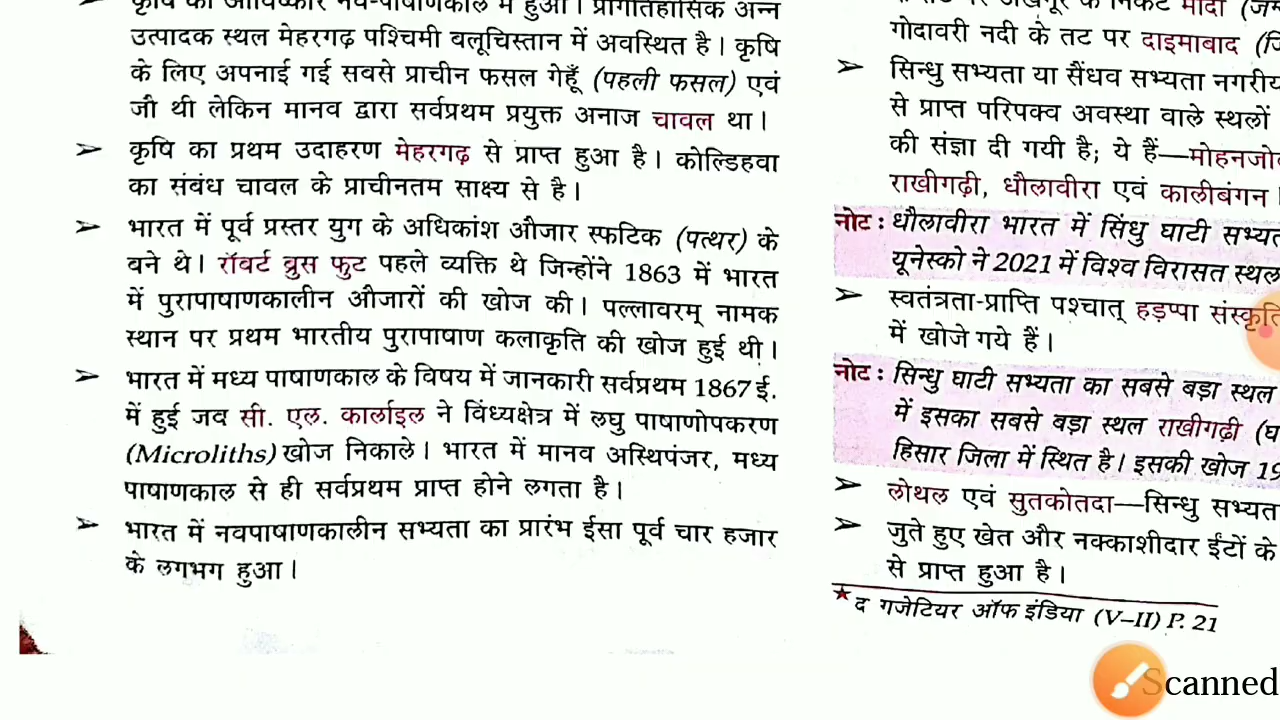 कृषि का आविष्कार नव-पाषाणकाल में हुआ। प्रागैतिहासिक अन्न
उत्पादक स्थल मेहरगढ़ पश्चिमी बलूचिस्तान में अवस्थित है। कृषि
के लिए अपनाई गई सबसे प्राचीन फसल गेहूँ (पहली फसल) एवं
जौ थी लेकिन मानव द्वारा सर्वप्रथम प्रयुक्त अनाज चावल था।
➢ कृषि का प्रथम उदाहरण मेहरगढ़ से प्राप्त हुआ है। कोल्डिहवा
का संबंध चावल के प्राचीनतम साक्ष्य से है।
➢ भारत में पूर्व प्रस्तर युग के अधिकांश औजार स्फटिक (पत्थर) के
बने थे। रॉबर्ट ब्रुस फुट पहले व्यक्ति थे जिन्होंने 1863 में भारत
में पुरापाषाणकालीन औजारों की खोज की। पल्लावरम् नामक
स्थान पर प्रथम भारतीय पुरापाषाण कलाकृति की खोज हुई थी।
➢ भारत में मध्य पाषाणकाल के विषय में जानकारी सर्वप्रथम 1867 ई.
में हुई जब सी. एल. कार्लाइल ने विंध्यक्षेत्र में लघु पाषाणोपकरण
(Microliths) खोज निकाले। भारत में मानव अस्थिपंजर, मध्य
पाषाणकाल से ही सर्वप्रथम प्राप्त होने लगता है।
➢ भारत में नवपाषाणकालीन सभ्यता का प्रारंभ ईसा पूर्व चार हजार
के लगभग हुआ।
के निकट मांदा
गोदावरी नदी के तट पर दाइमाबाद
➢ सिन्धु सभ्यता या सैंधव सभ्यता नगरीय
से प्राप्त परिपक्व अवस्था वाले स्थलों
की संज्ञा दी गयी है; ये हैं—मोहनजो
राखीगढ़ी, धौलावीरा एवं कालीबंगन
नोट : धौलावीरा भारत में सिंधु घाटी सभ्यत
यूनेस्को ने 2021 में विश्व विरासत स्थल
➢ स्वतंत्रता-प्राप्ति पश्चात् हड़प्पा संस्कृति
में खोजे गये हैं।
नोट : सिन्धु घाटी सभ्यता का सबसे बड़ा स्थल
में इसका सबसे बड़ा स्थल राखीगढ़ी (घ
हिसार जिला में स्थित है। इसकी खोज 19
➢ लोथल एवं सुतकोतदा—सिन्धु सभ्यता
➢ जुते हुए खेत और नक्काशीदार ईंटों के
से प्राप्त हुआ है।
★ द गजेटियर ऑफ इंडिया (V–II) P. 21
Scanned